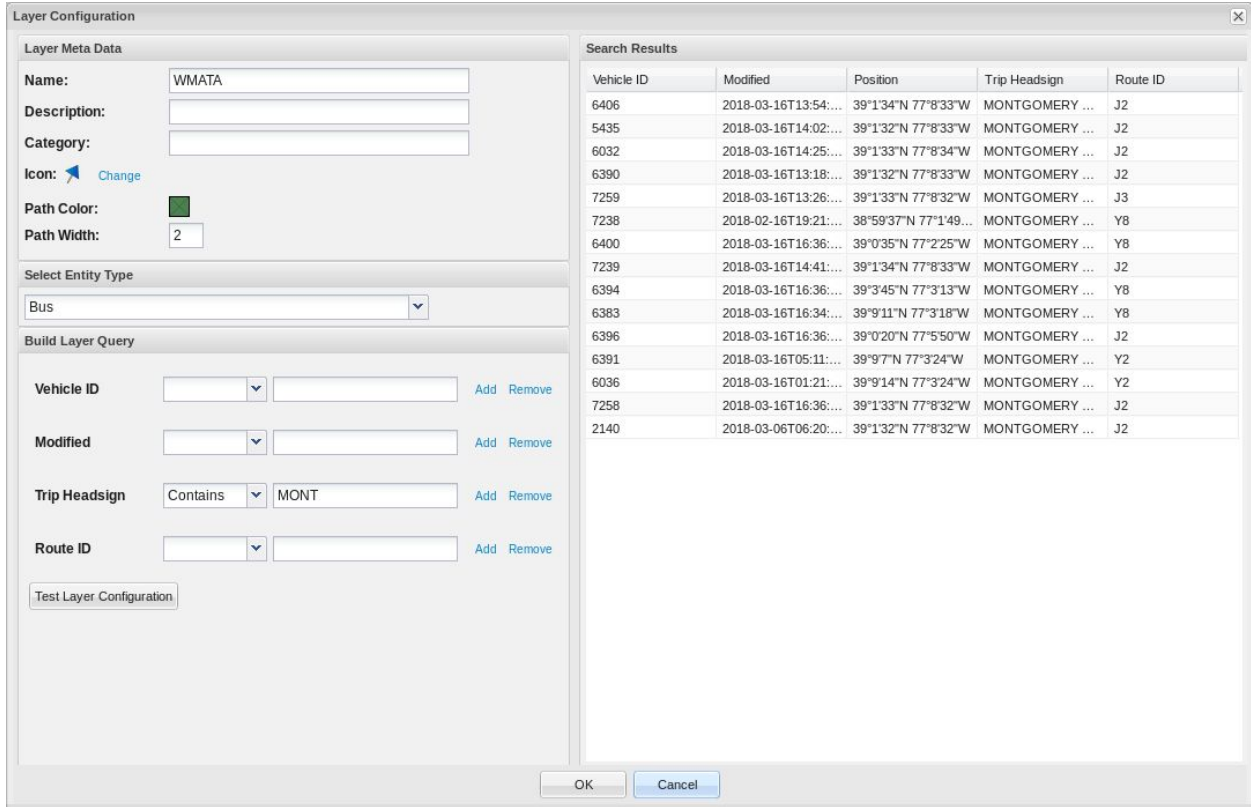 Layer Configuration
Layer Meta Data
Name: WMATA
Description:
Category:
Icon: Change
Path Color:
Path Width: 2
Select Entity Type
Bus
Build Layer Query
Vehicle ID Add Remove
Modified Add Remove
Trip Headsign Contains MONT Add Remove
Route ID Add Remove
Test Layer Configuration
Search Results
Vehicle ID Modified Position Trip Headsign Route ID
6406 2018-03-16T13:54:... 39°1'34"N 77°8'33"W MONTGOMERY ... J2
5435 2018-03-16T14:02:... 39°1'32"N 77°8'33"W MONTGOMERY ... J2
6032 2018-03-16T14:25:... 39°1'33"N 77°8'34"W MONTGOMERY ... J2
6390 2018-03-16T13:18:... 39°1'32"N 77°8'33"W MONTGOMERY ... J2
7259 2018-03-16T13:26:... 39°1'33"N 77°8'32"W MONTGOMERY ... J3
7238 2018-02-16T19:21:... 38°59'37"N 77°1'49... MONTGOMERY ... Y8
6400 2018-03-16T16:36:... 39°0'35"N 77°2'25"W MONTGOMERY ... Y8
7239 2018-03-16T14:41:... 39°1'34"N 77°8'33"W MONTGOMERY ... J2
6394 2018-03-16T16:36:... 39°3'45"N 77°3'13"W MONTGOMERY ... Y8
6383 2018-03-16T16:34:... 39°9'11"N 77°3'18"W MONTGOMERY ... Y8
6396 2018-03-16T16:36:... 39°0'20"N 77°5'50"W MONTGOMERY ... J2
6391 2018-03-16T05:11:... 39°9'7"N 77°3'24"W MONTGOMERY ... Y2
6036 2018-03-16T01:21:... 39°9'14"N 77°3'24"W MONTGOMERY ... Y2
7258 2018-03-16T16:36:... 39°1'33"N 77°8'32"W MONTGOMERY ... J2
2140 2018-03-06T06:20:... 39°1'32"N 77°8'32"W MONTGOMERY ... J2
OK Cancel